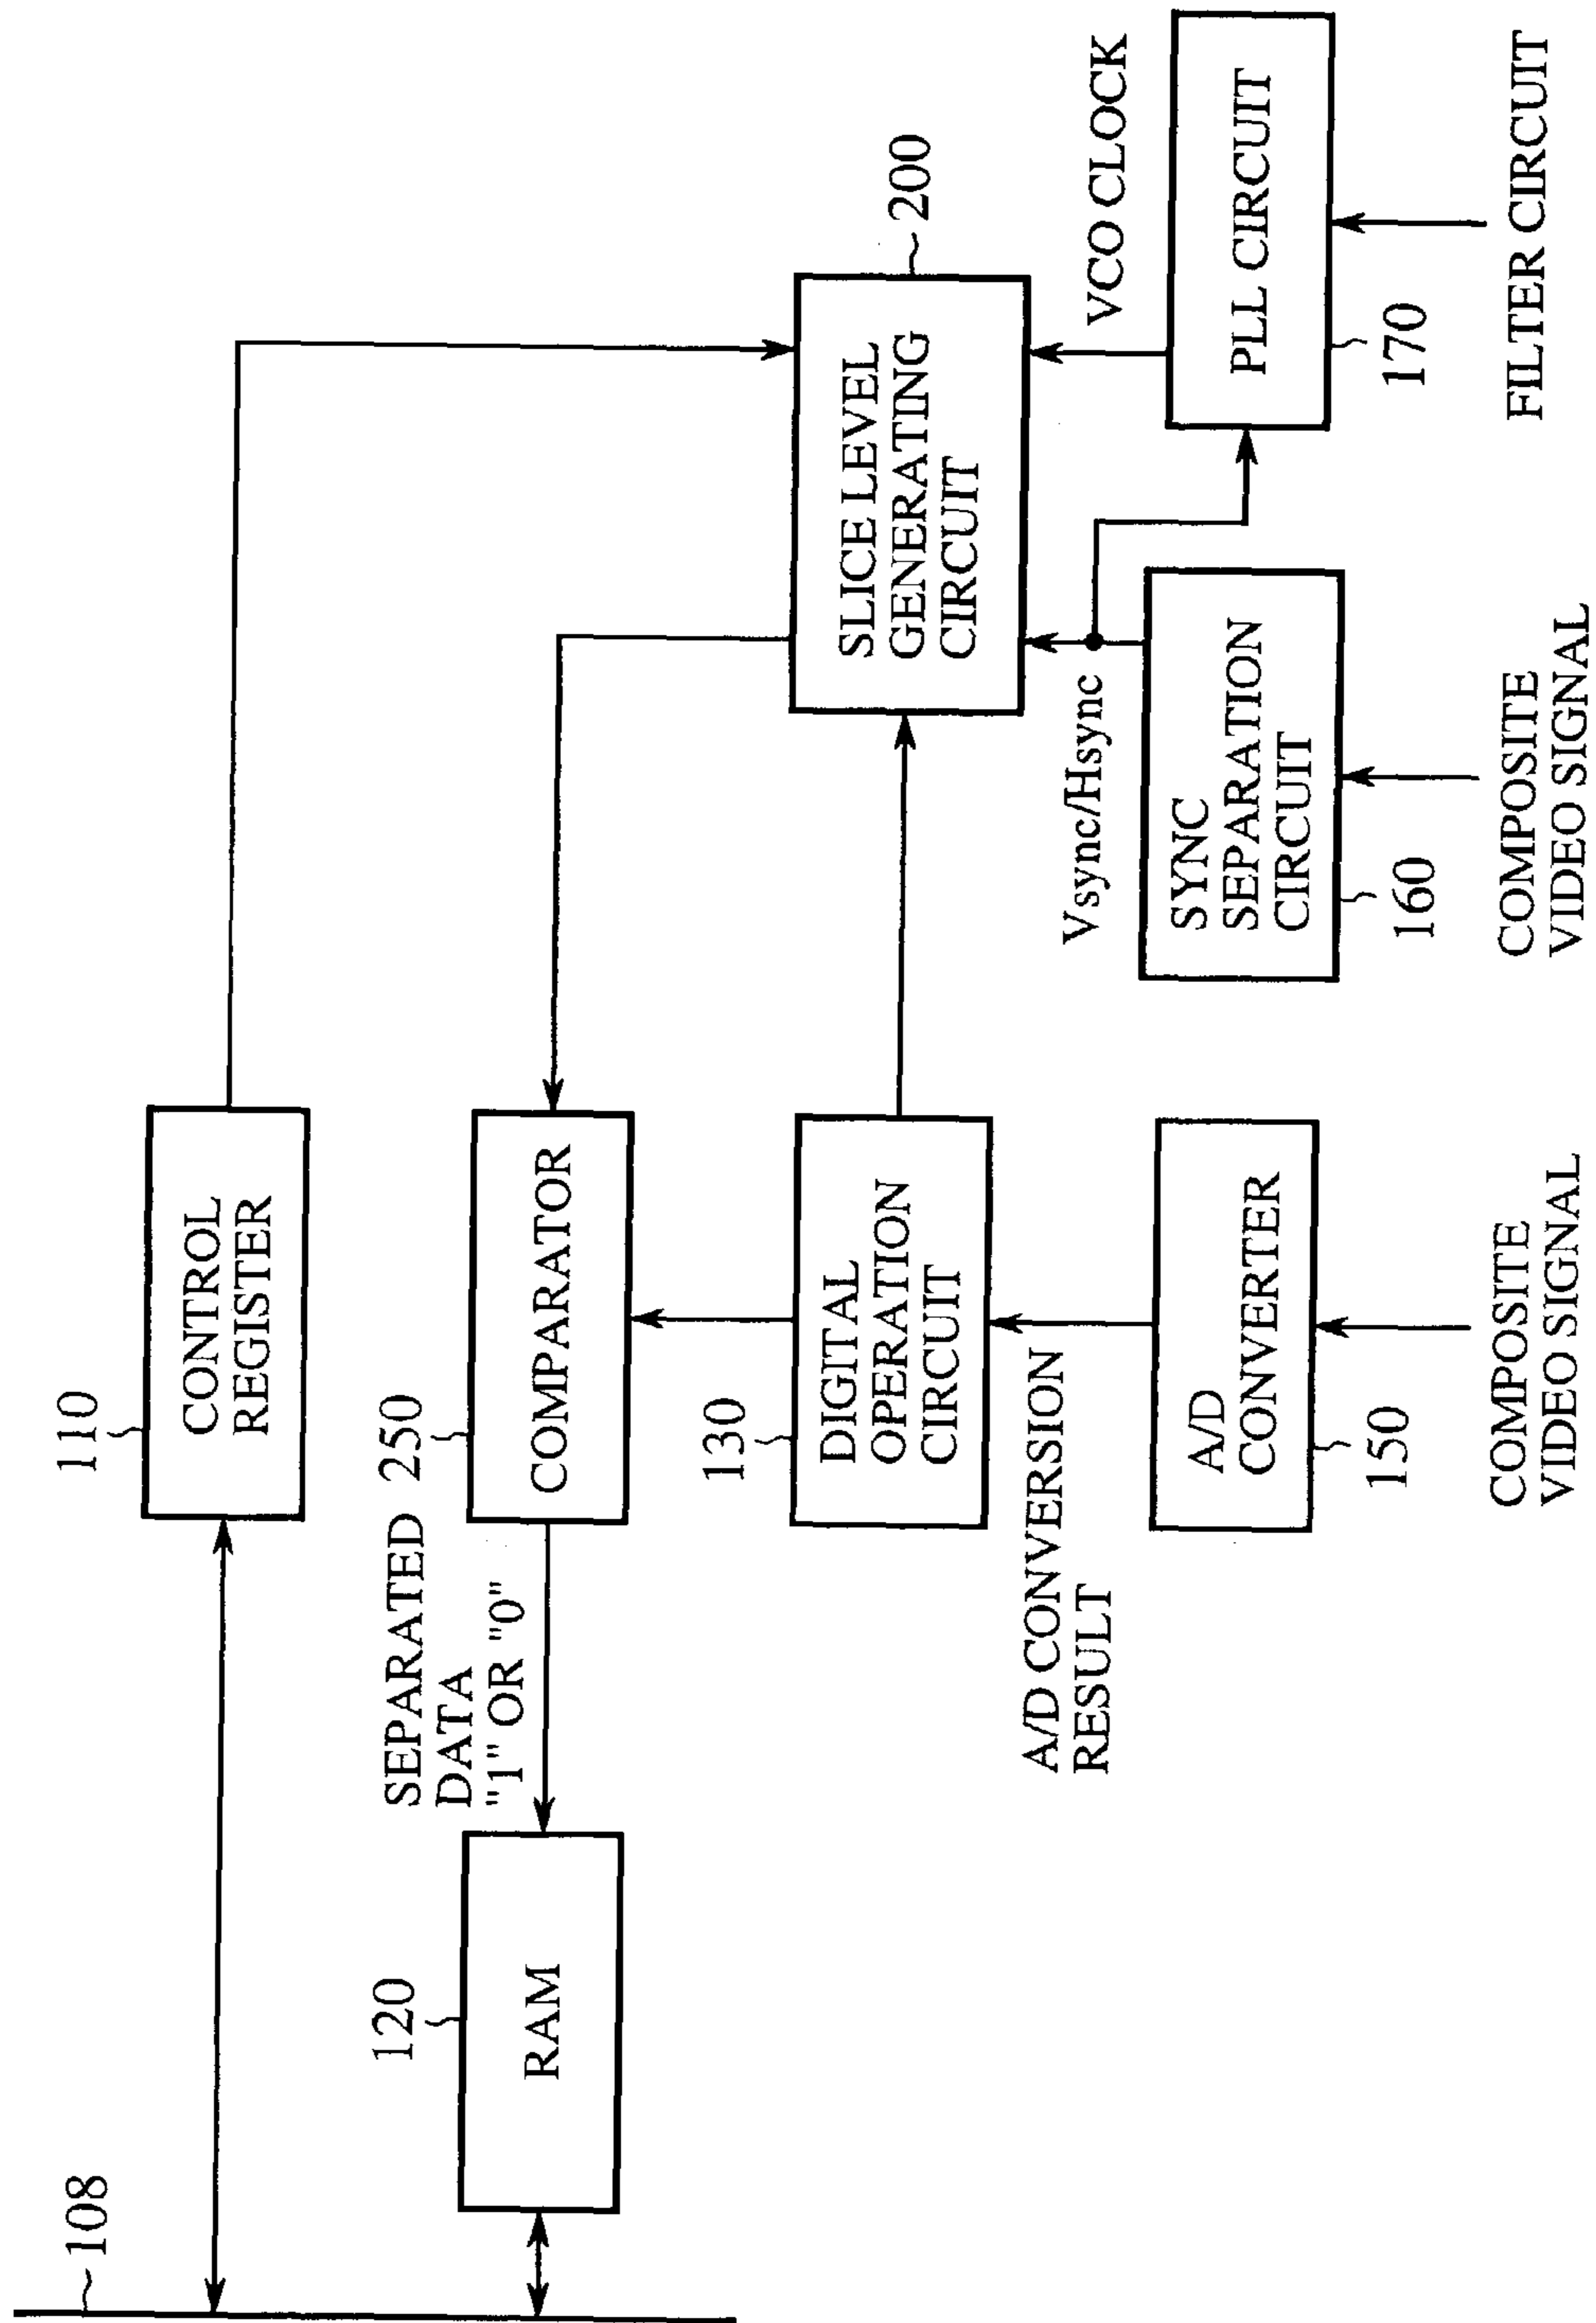 108
110
CONTROL
REGISTER
120
RAM
SEPARATED
DATA
"1" OR "0"
250
COMPARATOR
130
DIGITAL
OPERATION
CIRCUIT
SLICE LEVEL
GENERATING
CIRCUIT
200
A/D CONVERSION
RESULT
A/D
CONVERTER
150
COMPOSITE
VIDEO SIGNAL
Vsync/Hsync
SYNC
SEPARATION
CIRCUIT
160
COMPOSITE
VIDEO SIGNAL
VCO CLOCK
PLL CIRCUIT
170
FILTER CIRCUIT